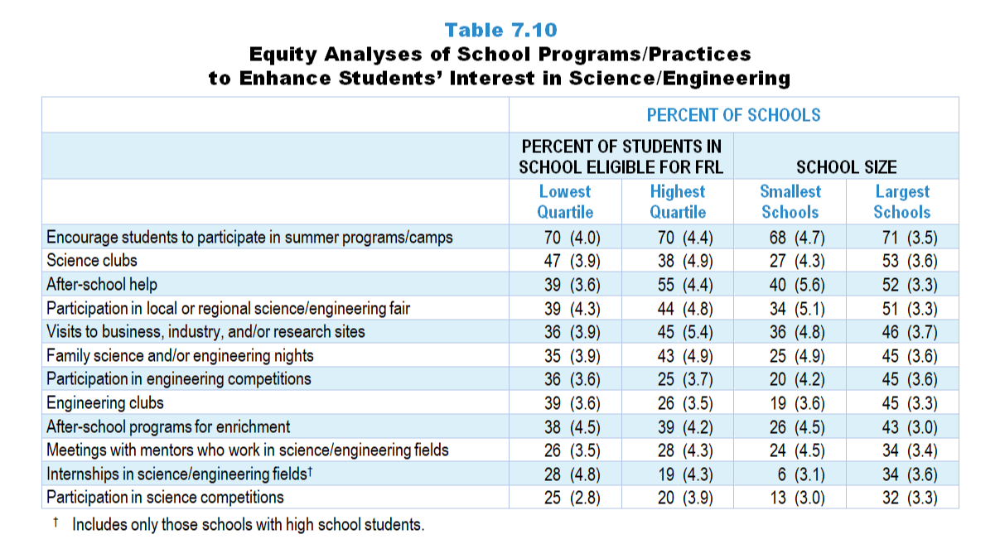 Table 7.10
Equity Analyses of School Programs/Practices
to Enhance Students’ Interest in Science/Engineering
PERCENT OF SCHOOLS
PERCENT OF STUDENTS IN
SCHOOL ELIGIBLE FOR FRL
SCHOOL SIZE
Lowest Quartile Highest Quartile Smallest Schools Largest Schools
Encourage students to participate in summer programs/camps 70 (4.0) 70 (4.4) 68 (4.7) 71 (3.5)
Science clubs 47 (3.9) 38 (4.9) 27 (4.3) 53 (3.6)
After-school help 39 (3.6) 55 (4.4) 40 (5.6) 52 (3.3)
Participation in local or regional science/engineering fair 39 (4.3) 44 (4.8) 34 (5.1) 51 (3.3)
Visits to business, industry, and/or research sites 36 (3.9) 45 (5.4) 36 (4.8) 46 (3.7)
Family science and/or engineering nights 35 (3.9) 43 (4.9) 25 (4.9) 45 (3.6)
Participation in engineering competitions 36 (3.6) 25 (3.7) 20 (4.2) 45 (3.6)
Engineering clubs 39 (3.6) 26 (3.5) 19 (3.6) 45 (3.3)
After-school programs for enrichment 38 (4.5) 39 (4.2) 26 (4.5) 43 (3.0)
Meetings with mentors who work in science/engineering fields 26 (3.5) 28 (4.3) 24 (4.5) 34 (3.4)
Internships in science/engineering fields† 28 (4.8) 19 (4.3) 6 (3.1) 34 (3.6)
Participation in science competitions 25 (2.8) 20 (3.9) 13 (3.0) 32 (3.3)
† Includes only those schools with high school students.